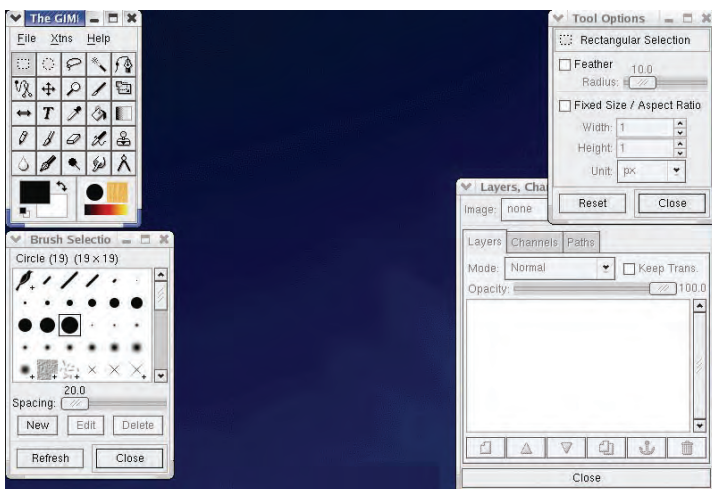 The GIM
File Xtns Help
Brush Selectio
Circle (19) (19 × 19)
20.0
Spacing:
New Edit Delete
Refresh Close
Tool Options
Rectangular Selection
Feather
10.0
Radius:
Fixed Size / Aspect Ratio
Width: 1
Height: 1
Unit: px
Reset Close
Layers, Cha
Image: none
Layers Channels Paths
Mode: Normal Keep Trans.
Opacity: 100.0
Close